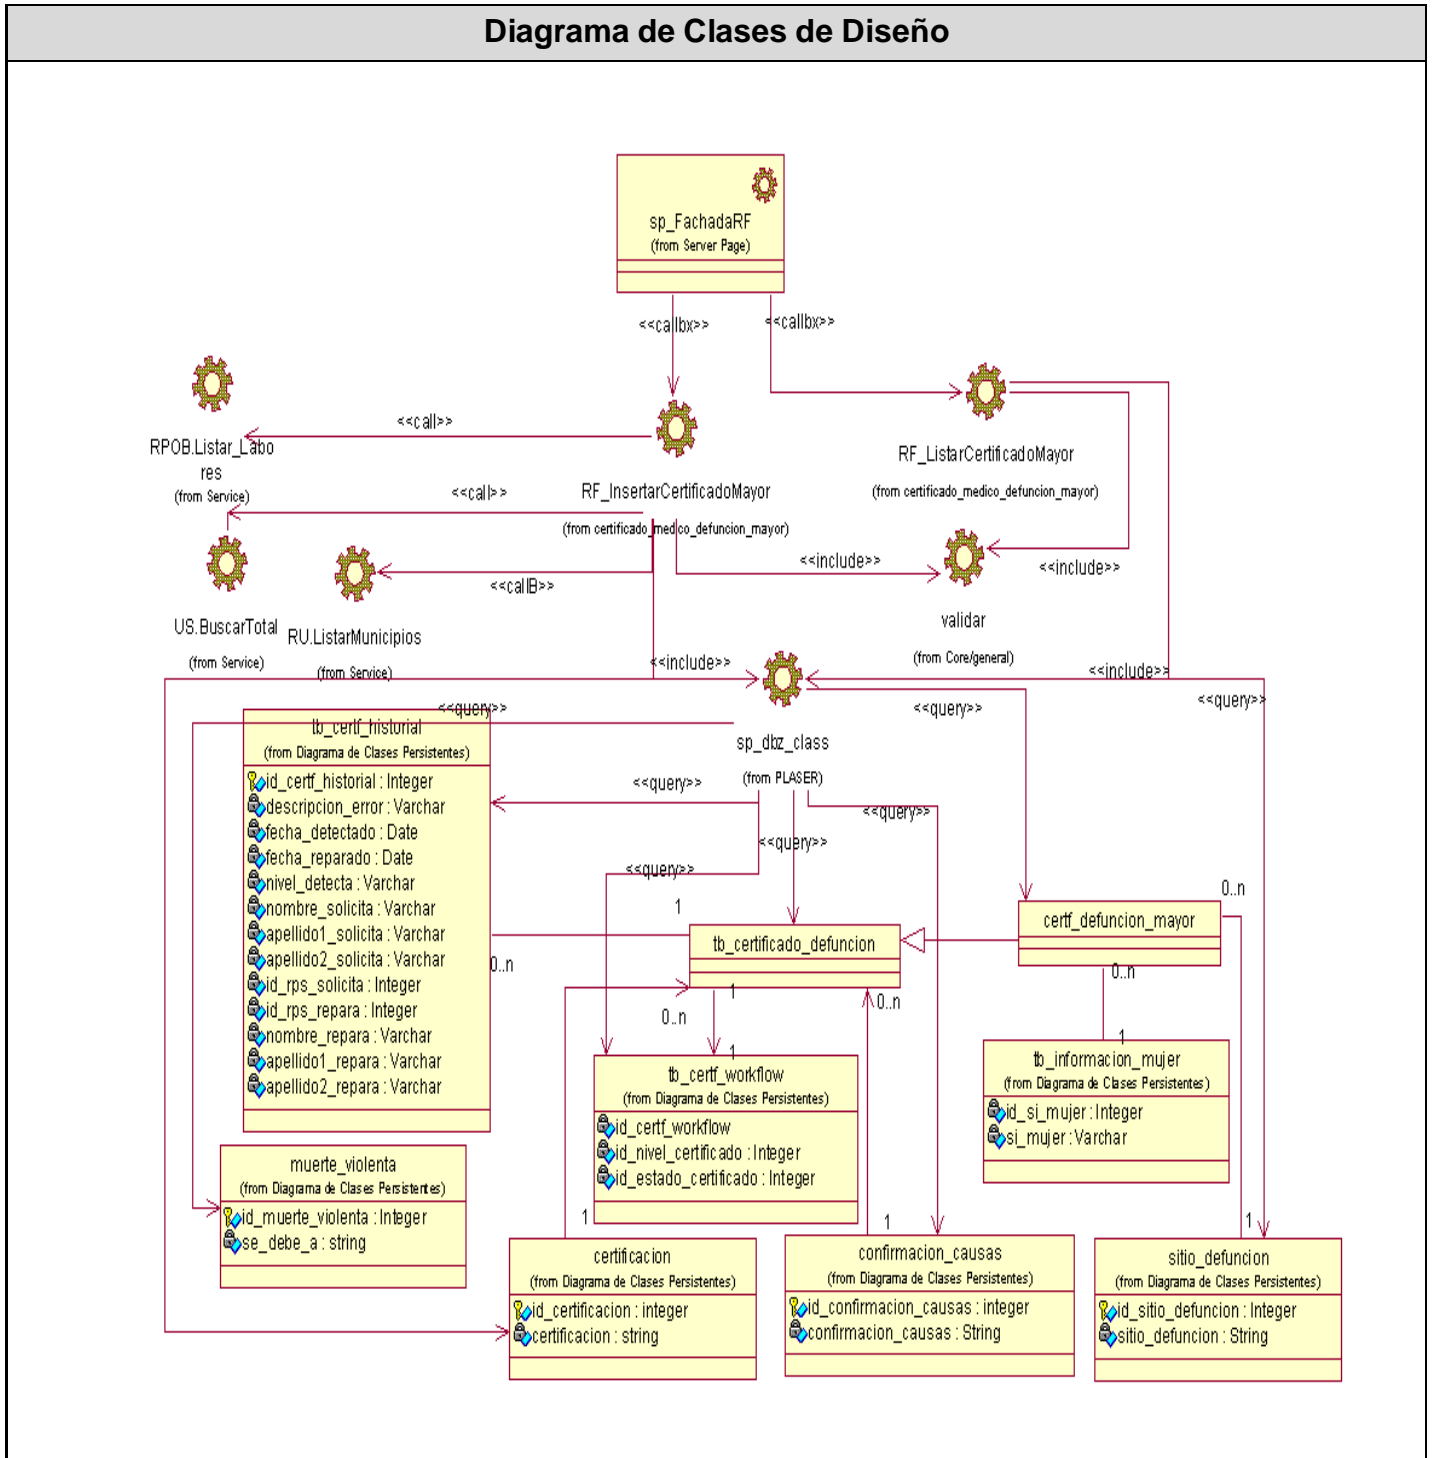 Diagrama de Clases de Diseño
sp_FachadaRF
(from Server Page)
<<callbx>>
<<callbx>>
<<call>>
RPOB.Listar_Labo
res
(from Service)
RF_ListarCertificadoMayor
(from certificado_medico_defuncion_mayor)
<<call>>
RF_InsertarCertificadoMayor
(from certificado_medico_defuncion_mayor)
<<include>>
<<include>>
<<callB>>
US.BuscarTotal
(from Service)
RU.ListarMunicipios
(from Service)
validar
(from Core/general)
<<include>>
<<include>>
<<query>>
<<query>>
<<query>>
sp_dbz_class
(from PLASER)
<<query>>
<<query>>
<<query>>
<<query>>
tb_certf_historial
(from Diagrama de Clases Persistentes)
id_certf_historial : Integer
descripcion_error : Varchar
fecha_detectado : Date
fecha_reparado : Date
nivel_detecta : Varchar
nombre_solicita : Varchar
apellido1_solicita : Varchar
apellido2_solicita : Varchar
id_rps_solicita : Integer
id_rps_repara : Integer
nombre_repara : Varchar
apellido1_repara : Varchar
apellido2_repara : Varchar
1
0..n
tb_certificado_defuncion
certf_defuncion_mayor
0..n
0..n
1
1
0..n
1
0..n
tb_certf_workflow
(from Diagrama de Clases Persistentes)
id_certf_workflow
id_nivel_certificado : Integer
id_estado_certificado : Integer
tb_informacion_mujer
(from Diagrama de Clases Persistentes)
id_si_mujer : Integer
si_mujer : Varchar
muerte_violenta
(from Diagrama de Clases Persistentes)
id_muerte_violenta : Integer
se_debe_a : string
1
1
1
certificacion
(from Diagrama de Clases Persistentes)
id_certificacion : integer
certificacion : string
confirmacion_causas
(from Diagrama de Clases Persistentes)
id_confirmacion_causas : integer
confirmacion_causas : String
sitio_defuncion
(from Diagrama de Clases Persistentes)
id_sitio_defuncion : Integer
sitio_defuncion : String